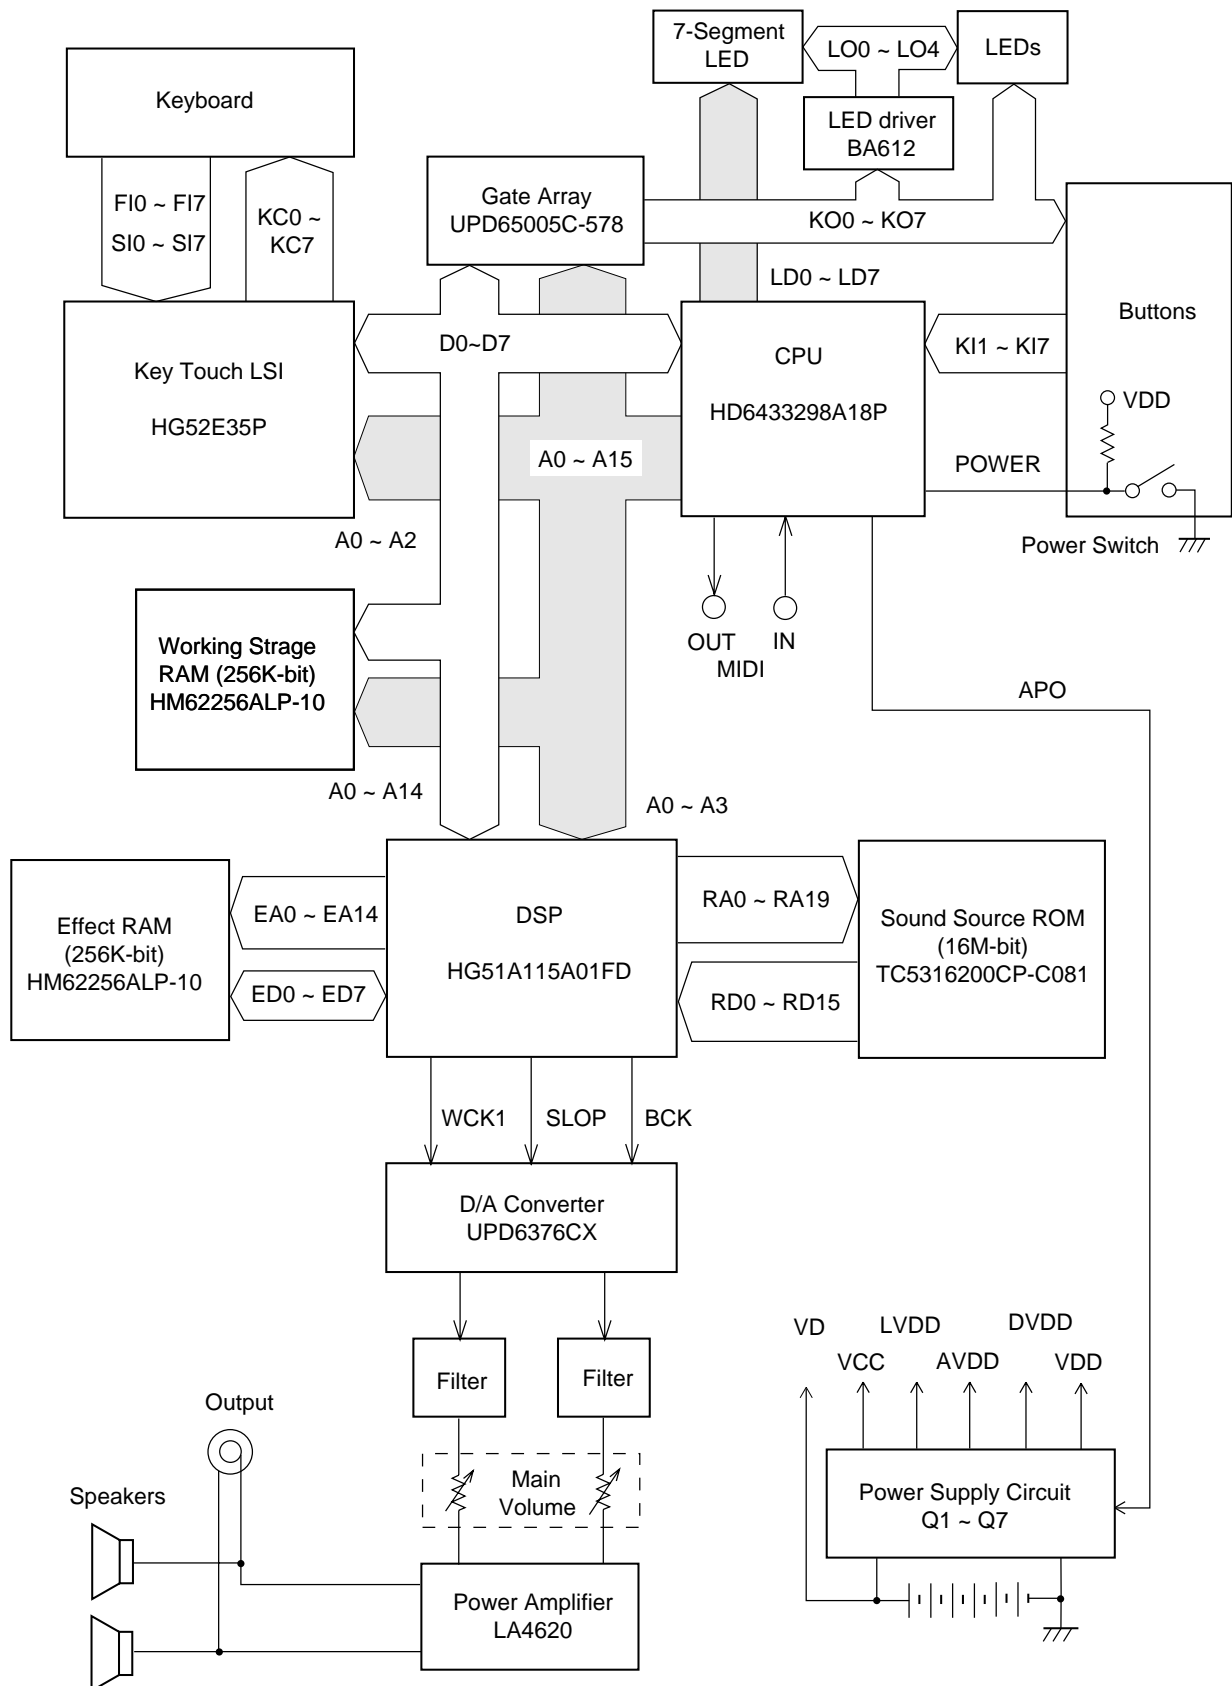 7-Segment
LED
LO0 ~ LO4
LEDs
Keyboard
LED driver
BA612
Gate Array
UPD65005C-578
FI0 ~ FI7
SI0 ~ SI7
KC0 ~
KC7
KO0 ~ KO7
LD0 ~ LD7
Buttons
Key Touch LSI
HG52E35P
D0~D7
CPU
HD6433298A18P
KI1 ~ KI7
VDD
A0 ~ A15
POWER
A0 ~ A2
Power Switch
Working Strage
RAM (256K-bit)
HM62256ALP-10
OUT
IN
MIDI
APO
A0 ~ A14
A0 ~ A3
Effect RAM
(256K-bit)
HM62256ALP-10
EA0 ~ EA14
ED0 ~ ED7
DSP
HG51A115A01FD
RA0 ~ RA19
RD0 ~ RD15
Sound Source ROM
(16M-bit)
TC5316200CP-C081
WCK1
SLOP
BCK
D/A Converter
UPD6376CX
VD
LVDD
DVDD
VCC
AVDD
VDD
Filter
Filter
Output
Main
Volume
Speakers
Power Supply Circuit
Q1 ~ Q7
Power Amplifier
LA4620